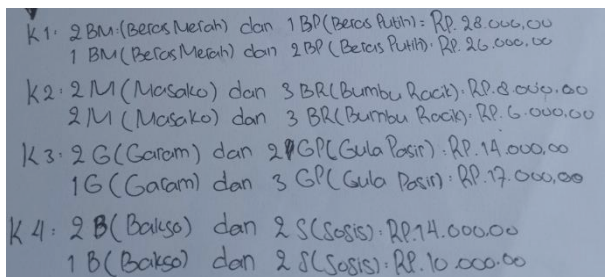 K1. 2 BM (Beras Merah) dan 1 BP (Beras Putih): RP. 28.000,00
1 BM (Beras Merah) dan 2 BP (Beras Putih). RP. 26.000,00
K2: 2 M (Masako) dan 3 BR (Bumbu Racik). RP. 8.000,00
2 M (Masako) dan 3 BR (Bumbu Racik). RP. 6.000,00
K3. 2 G (Garam) dan 2 GP (Gula Pasir). RP. 14.000,00
1 G (Garam) dan 3 GP (Gula Pasir). RP. 17.000,00
K4: 2 B (Bakso) dan 2 S (Sosis). RP. 14.000.00
1 B (Bakso) dan 2 S (Sosis). RP. 10.000.00